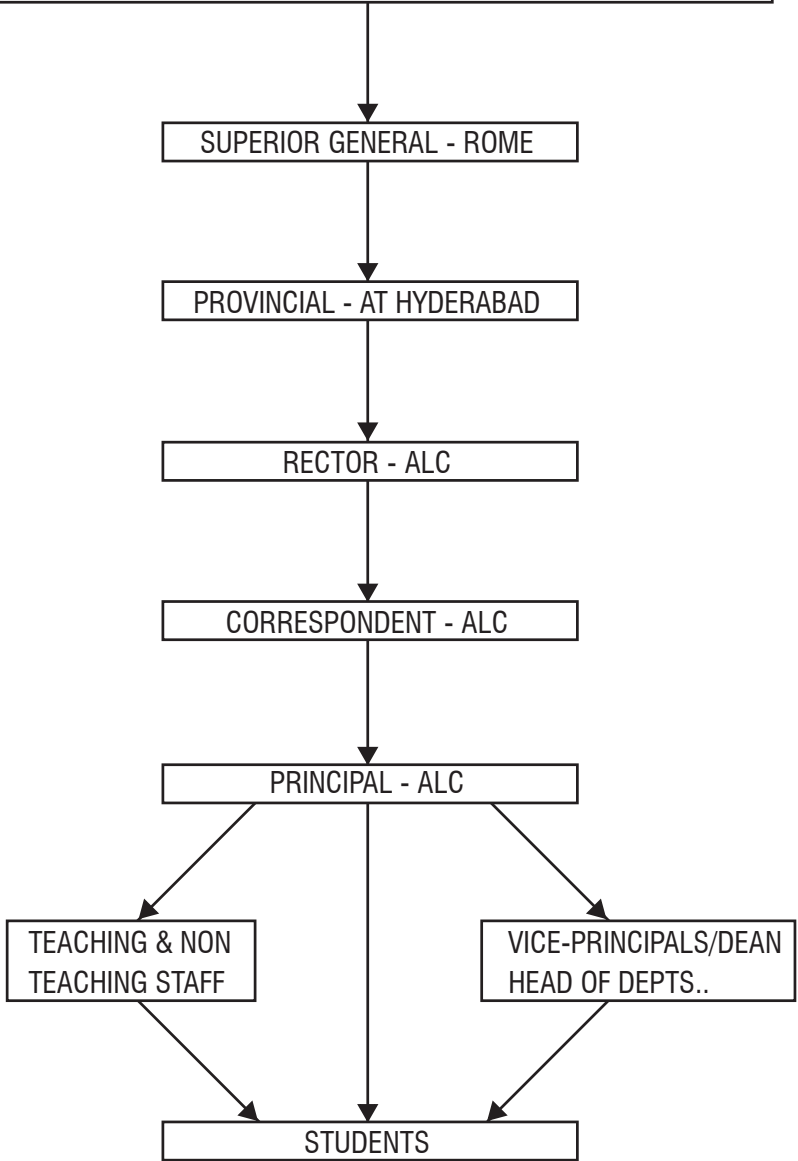 SUPERIOR GENERAL - ROME
PROVINCIAL - AT HYDERABAD
RECTOR - ALC
CORRESPONDENT - ALC
PRINCIPAL - ALC
TEACHING & NON
TEACHING STAFF
VICE-PRINCIPALS/DEAN
HEAD OF DEPTS..
STUDENTS